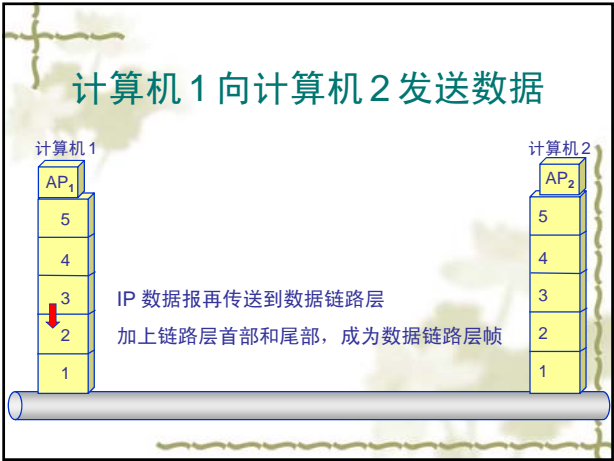 计算机 1 向计算机 2 发送数据
计算机 1
计算机 2
AP1
AP2
5
5
4
4
3
IP 数据报再传送到数据链路层
3
2
加上链路层首部和尾部，成为数据链路层帧
2
1
1